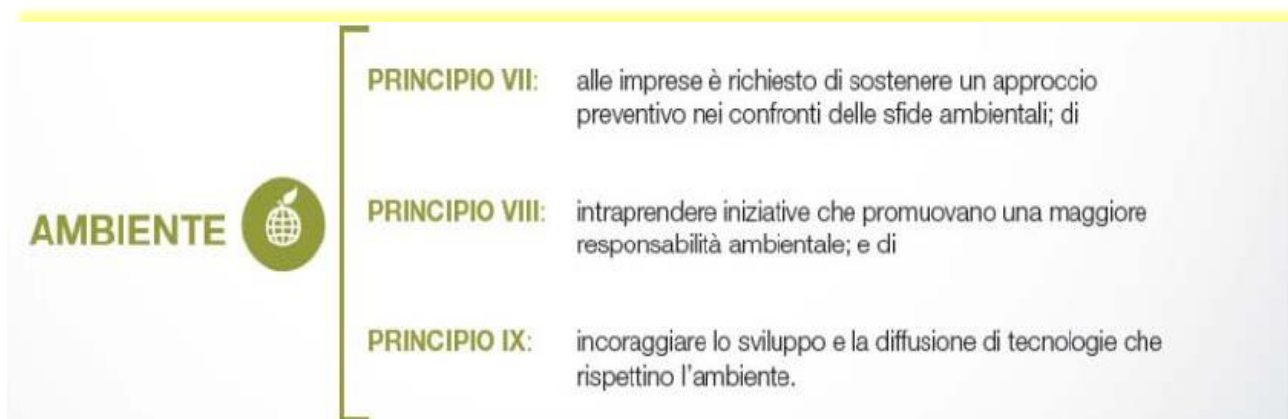 PRINCIPIO VII: alle imprese è richiesto di sostenere un approccio
preventivo nei confronti delle sfide ambientali; di
AMBIENTE
PRINCIPIO VIII: intraprendere iniziative che promuovano una maggiore
responsabilità ambientale; e di
PRINCIPIO IX: incoraggiare lo sviluppo e la diffusione di tecnologie che
rispettino l'ambiente.